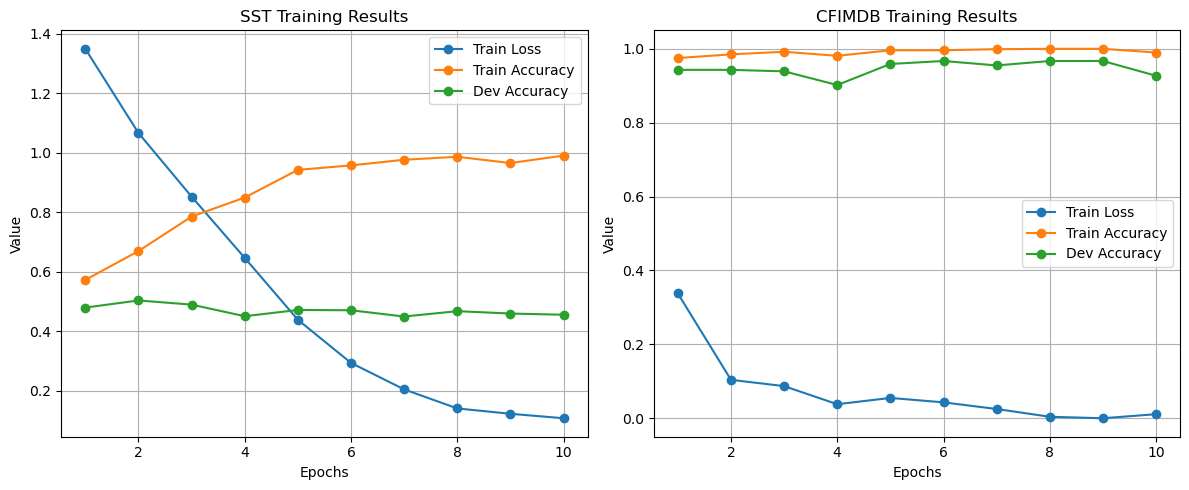 SST Training Results
1.4
1.2
1.0
0.8
0.6
0.4
0.2
Value
2 4 6 8 10
Epochs
Train Loss
Train Accuracy
Dev Accuracy
CFIMDB Training Results
1.0
0.8
0.6
0.4
0.2
0.0
Value
2 4 6 8 10
Epochs
Train Loss
Train Accuracy
Dev Accuracy